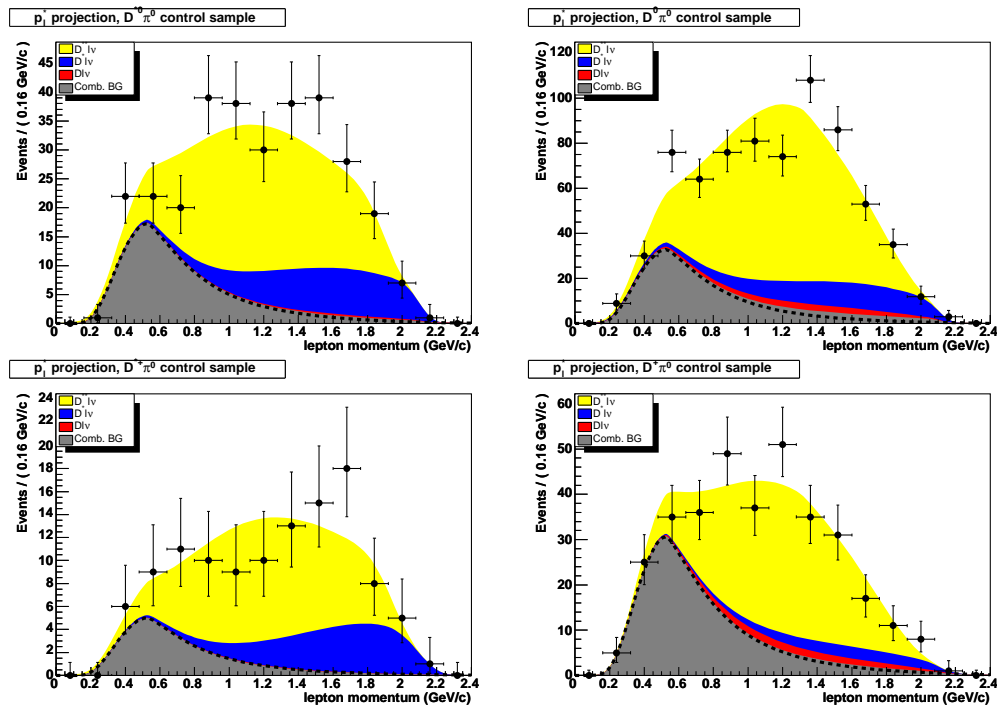 p*l projection, D*0π0 control sample
Events / ( 0.16 GeV/c )
45
40
35
30
25
20
15
10
5
0
D**lν
D*lν
Dlν
Comb. BG
0 0.2 0.4 0.6 0.8 1 1.2 1.4 1.6 1.8 2 2.2 2.4
lepton momentum (GeV/c)
p*l projection, D0π0 control sample
Events / ( 0.16 GeV/c )
120
100
80
60
40
20
0
D**lν
D*lν
Dlν
Comb. BG
0 0.2 0.4 0.6 0.8 1 1.2 1.4 1.6 1.8 2 2.2 2.4
lepton momentum (GeV/c)
p*l projection, D*+π0 control sample
Events / ( 0.16 GeV/c )
24
22
20
18
16
14
12
10
8
6
4
2
0
D**lν
D*lν
Dlν
Comb. BG
0 0.2 0.4 0.6 0.8 1 1.2 1.4 1.6 1.8 2 2.2 2.4
lepton momentum (GeV/c)
p*l projection, D+π0 control sample
Events / ( 0.16 GeV/c )
60
50
40
30
20
10
0
D**lν
D*lν
Dlν
Comb. BG
0 0.2 0.4 0.6 0.8 1 1.2 1.4 1.6 1.8 2 2.2 2.4
lepton momentum (GeV/c)